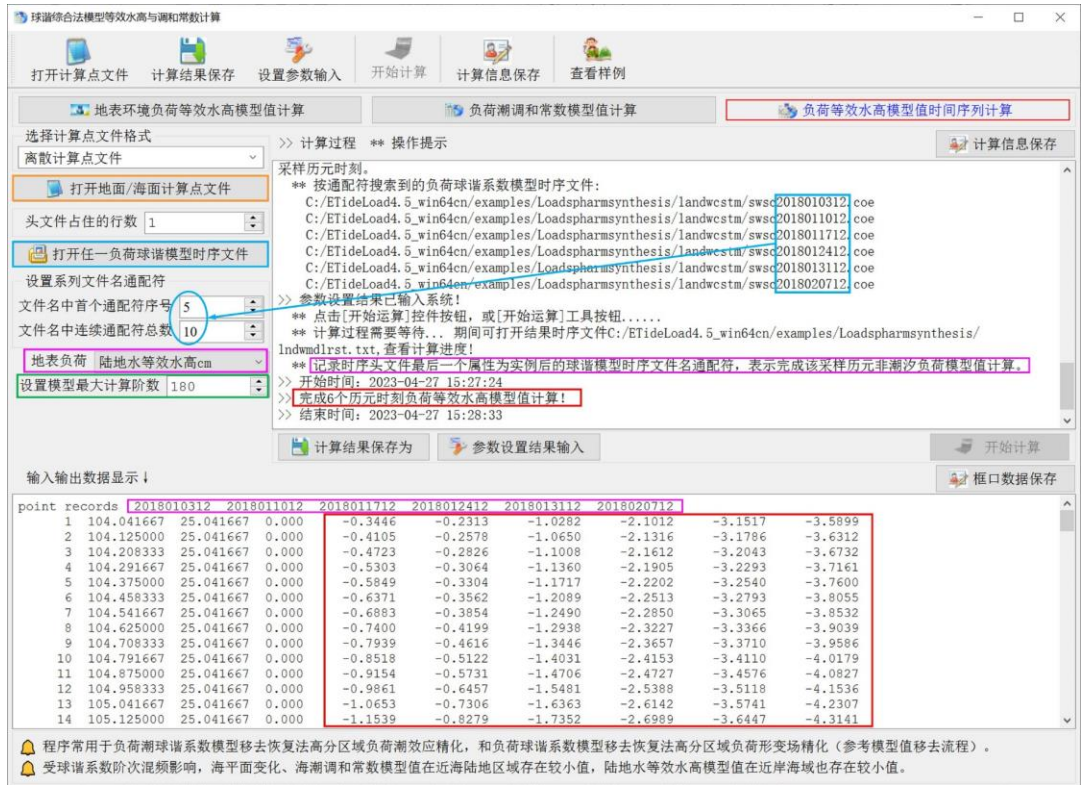 球谐综合法模型等效水高与调和常数计算
打开计算点文件 计算结果保存 设置参数输入 开始计算 计算信息保存 查看样例
地表环境负荷等效水高模型值计算 负荷潮调和常数模型值计算 负荷等效水高模型值时间序列计算
选择计算点文件格式
离散计算点文件
打开地面/海面计算点文件
头文件占住的行数 1
打开任一负荷球谐模型时序文件
设置系列文件名通配符
文件名中首个通配符序号 5
文件名中连续通配符总数 10
地表负荷 陆地水等效水高cm
设置模型最大计算阶数 180
>> 计算过程 ** 操作提示
计算信息保存
采样历元时刻。
** 按通配符搜索到的负荷球谐系数模型时序文件:
C:/ETideLoad4.5_win64cn/examples/Loadspharmsynthesis/landwcstm/swsc2018010312.coe
C:/ETideLoad4.5_win64cn/examples/Loadspharmsynthesis/landwcstm/swsc2018011012.coe
C:/ETideLoad4.5_win64cn/examples/Loadspharmsynthesis/landwcstm/swsc2018011712.coe
C:/ETideLoad4.5_win64cn/examples/Loadspharmsynthesis/landwcstm/swsc2018012412.coe
C:/ETideLoad4.5_win64cn/examples/Loadspharmsynthesis/landwcstm/swsc2018013112.coe
C:/ETideLoad4.5_win64cn/examples/Loadspharmsynthesis/landwcstm/swsc2018020712.coe
>> 参数设置结果已输入系统!
** 点击[开始运算]控件按钮，或[开始运算]工具按钮......
** 计算过程需要等待... 期间可打开结果时序文件C:/ETideLoad4.5_win64cn/examples/Loadspharmsynthesis/
lndwmdlrst.txt,查看计算进度!
** 记录时序头文件最后一个属性为实例后的球谐模型时序文件名通配符，表示完成该采样历元非潮汐负荷模型值计算。
>> 开始时间: 2023-04-27 15:27:24
>> 完成6个历元时刻负荷等效水高模型值计算!
>> 结束时间: 2023-04-27 15:28:33
计算结果保存为 参数设置结果输入 开始计算
输入输出数据显示↓ 框口数据保存
point records 2018010312 2018011012 2018011712 2018012412 2018013112 2018020712
1 104.041667 25.041667 0.000 -0.3446 -0.2313 -1.0282 -2.1012 -3.1517 -3.5899
2 104.125000 25.041667 0.000 -0.4105 -0.2578 -1.0650 -2.1316 -3.1786 -3.6312
3 104.208333 25.041667 0.000 -0.4723 -0.2826 -1.1008 -2.1612 -3.2043 -3.6732
4 104.291667 25.041667 0.000 -0.5303 -0.3064 -1.1360 -2.1905 -3.2293 -3.7161
5 104.375000 25.041667 0.000 -0.5849 -0.3304 -1.1717 -2.2202 -3.2540 -3.7600
6 104.458333 25.041667 0.000 -0.6371 -0.3562 -1.2089 -2.2513 -3.2793 -3.8055
7 104.541667 25.041667 0.000 -0.6883 -0.3854 -1.2490 -2.2850 -3.3065 -3.8532
8 104.625000 25.041667 0.000 -0.7400 -0.4199 -1.2938 -2.3227 -3.3366 -3.9039
9 104.708333 25.041667 0.000 -0.7939 -0.4616 -1.3446 -2.3657 -3.3710 -3.9586
10 104.791667 25.041667 0.000 -0.8518 -0.5122 -1.4031 -2.4153 -3.4110 -4.0179
11 104.875000 25.041667 0.000 -0.9154 -0.5731 -1.4706 -2.4727 -3.4576 -4.0827
12 104.958333 25.041667 0.000 -0.9861 -0.6457 -1.5481 -2.5388 -3.5118 -4.1536
13 105.041667 25.041667 0.000 -1.0653 -0.7306 -1.6363 -2.6142 -3.5741 -4.2307
14 105.125000 25.041667 0.000 -1.1539 -0.8279 -1.7352 -2.6989 -3.6447 -4.3141
程序常用于负荷潮球谐系数模型移去恢复法高分区域负荷潮效应精化，和负荷球谐系数模型移去恢复法高分区域负荷形变场精化（参考模型值移去流程）。
受球谐系数阶次混频影响，海平面变化、海潮调和常数模型值在近海陆地区域存在较小值，陆地水等效水高模型值在近岸海域也存在较小值。